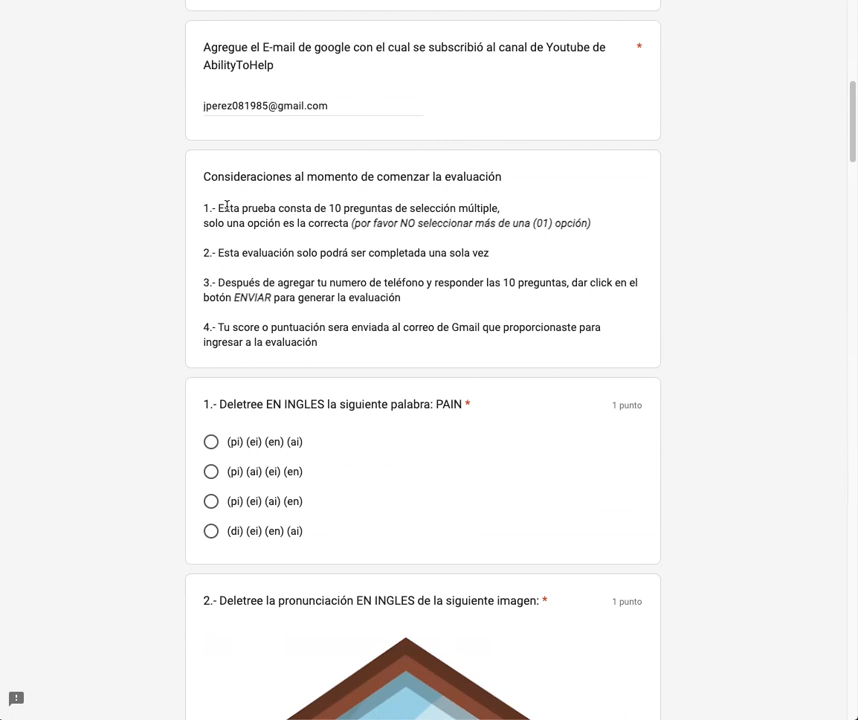 Agregue el E-mail de google con el cual se subscribió al canal de Youtube de *
AbilityToHelp
jperez081985@gmail.com
Consideraciones al momento de comenzar la evaluación
1.- Esta prueba consta de 10 preguntas de selección múltiple,
solo una opción es la correcta (por favor NO seleccionar más de una (01) opción)
2.- Esta evaluación solo podrá ser completada una sola vez
3.- Después de agregar tu numero de teléfono y responder las 10 preguntas, dar click en el
botón ENVIAR para generar la evaluación
4.- Tu score o puntuación sera enviada al correo de Gmail que proporcionaste para
ingresar a la evaluación
1.- Deletree EN INGLES la siguiente palabra: PAIN * 1 punto
(pi) (ei) (en) (ai)
(pi) (ai) (ei) (en)
(pi) (ei) (ai) (en)
(di) (ei) (en) (ai)
2.- Deletree la pronunciación EN INGLES de la siguiente imagen: * 1 punto